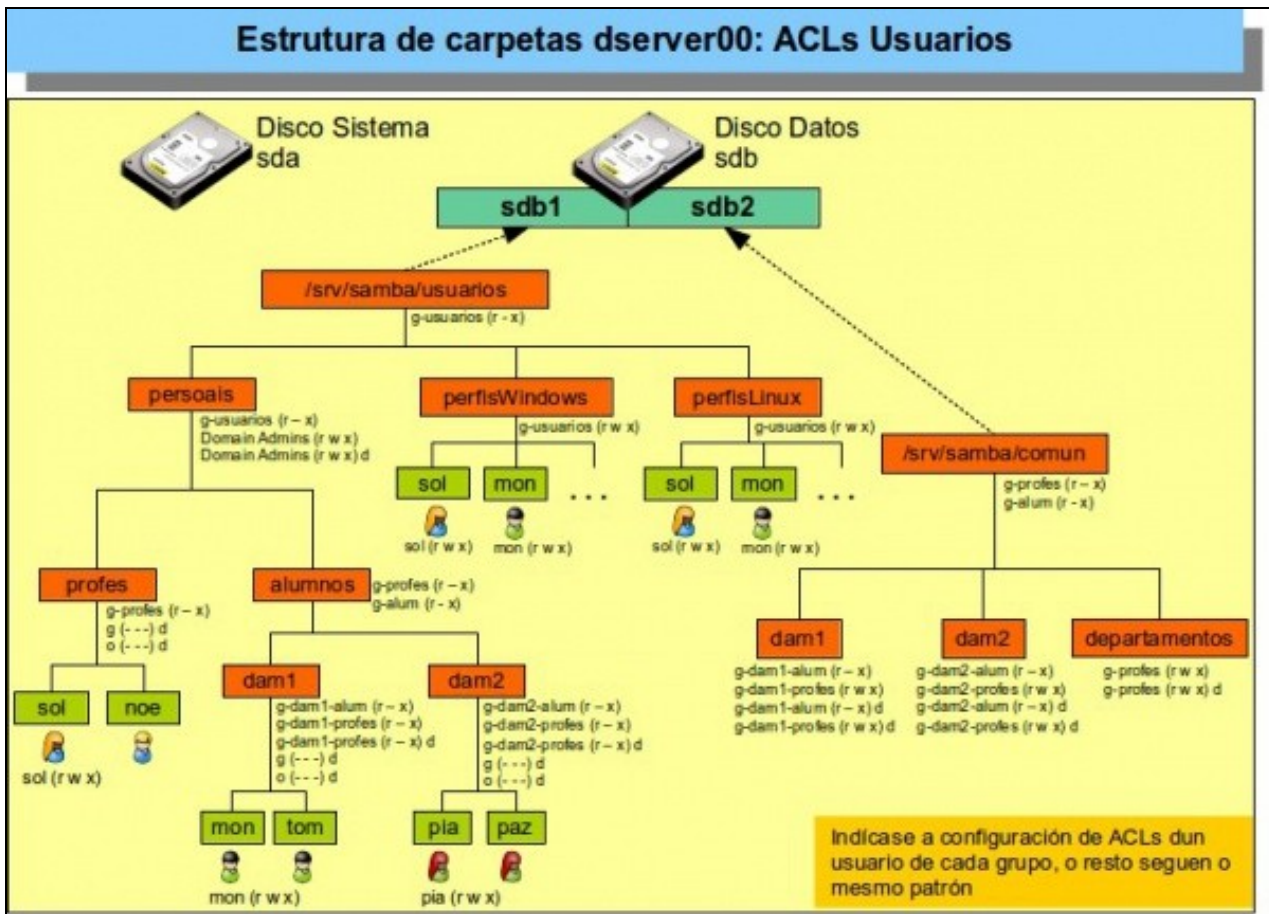 Estrutura de carpetas dserver00: ACLs Usuarios
Disco Sistema
sda
Disco Datos
sdb
sdb1
sdb2
/srv/samba/usuarios
g-usuarios (r - x)
persoais
g-usuarios (r – x)
Domain Admins (r w x)
Domain Admins (r w x) d
perfisWindows
g-usuarios (r w x)
sol
mon
. . .
sol (r w x)
mon (r w x)
perfisLinux
g-usuarios (r w x)
sol
mon
. . .
sol (r w x)
mon (r w x)
/srv/samba/comun
g-profes (r – x)
g-alum (r - x)
profes
g-profes (r – x)
g (- - -) d
o (- - -) d
sol
noe
sol (r w x)
alumnos
g-profes (r – x)
g-alum (r - x)
dam1
g-dam1-alum (r – x)
g-dam1-profes (r – x)
g-dam1-profes (r – x) d
g (- - -) d
o (- - -) d
mon
tom
mon (r w x)
dam2
g-dam2-alum (r – x)
g-dam2-profes (r – x)
g-dam2-profes (r – x) d
g (- - -) d
o (- - -) d
pia
paz
pia (r w x)
dam1
g-dam1-alum (r – x)
g-dam1-profes (r w x)
g-dam1-alum (r – x) d
g-dam1-profes (r w x) d
dam2
g-dam2-alum (r – x)
g-dam2-profes (r w x)
g-dam2-alum (r – x) d
g-dam2-profes (r w x) d
departamentos
g-profes (r w x)
g-profes (r w x) d
Indícase a configuración de ACLs dun
usuario de cada grupo, o resto seguen o
mesmo patrón